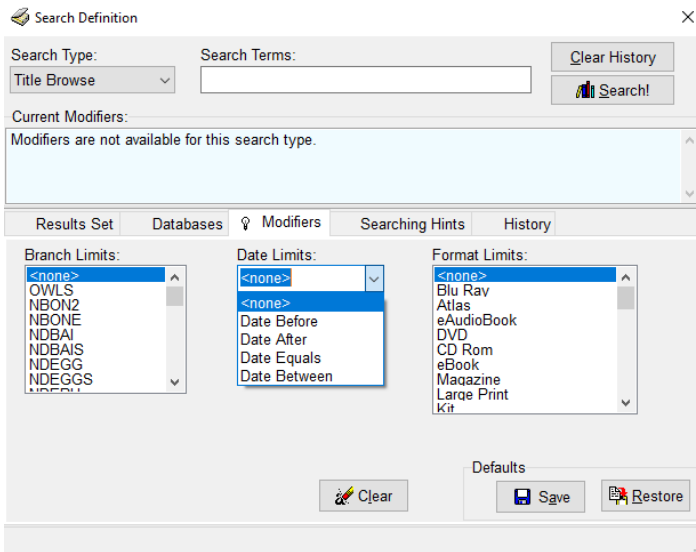 Search Definition
Search Type:
Search Terms:
Clear History
Title Browse
Search!
Current Modifiers:
Modifiers are not available for this search type.
Results Set
Databases
Modifiers
Searching Hints
History
Branch Limits:
<none>
OWLS
NBON2
NBONE
NDBAI
NDBAIS
NDEGG
NDEGGS
Date Limits:
<none>
<none>
Date Before
Date After
Date Equals
Date Between
Format Limits:
<none>
Blu Ray
Atlas
eAudioBook
DVD
CD Rom
eBook
Magazine
Large Print
Kit
Defaults
Clear
Save
Restore